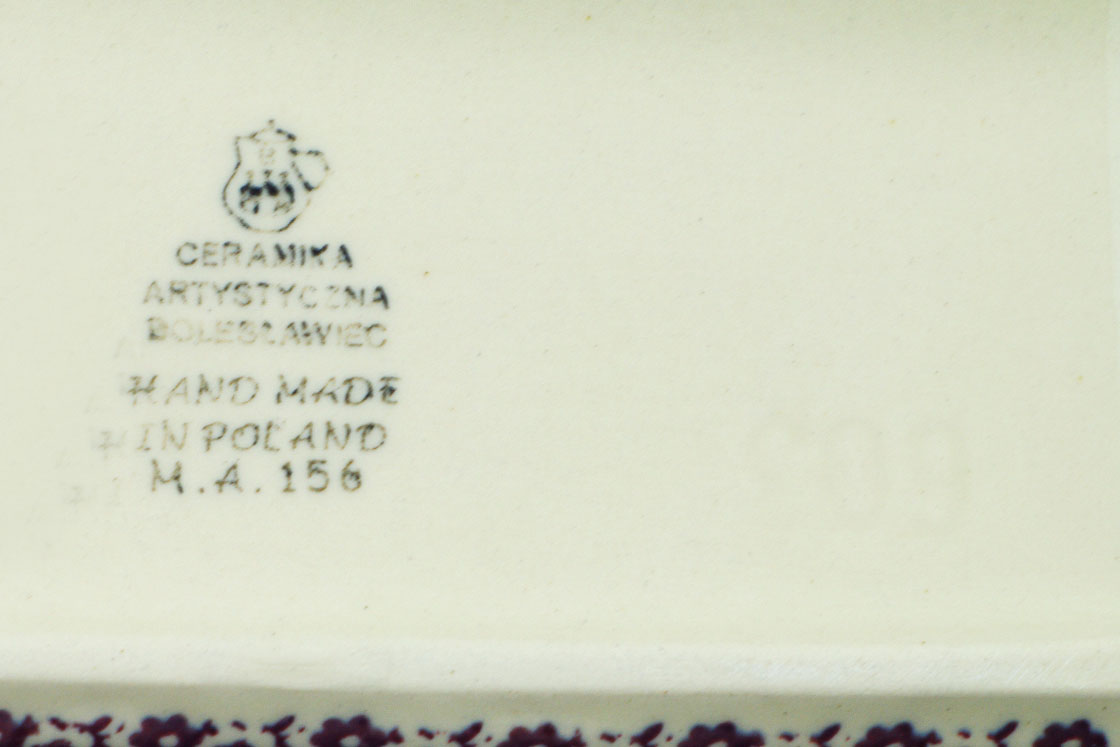 CERAMIKA
ARTYSTYCZNA
BOLESŁAWIEC
HAND MADE
IN POLAND
M.A. 156